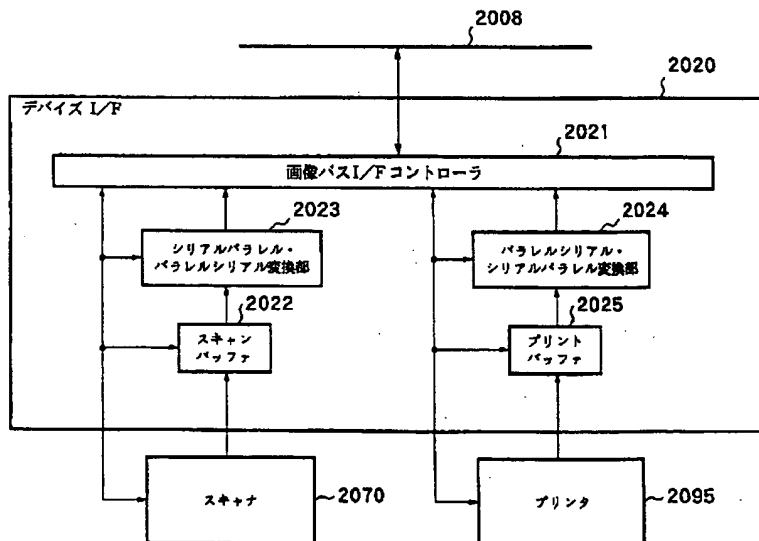 2008
2020
デバイズ I/F
2021
画像バスI/F コントローラ
2023
シリアルパラレル・
パラレルシリアル変換部
2024
パラレルシリアル・
シリアルパラレル変換部
2022
スキャン
バッファ
2025
プリント
バッファ
スキャナ
2070
プリンタ
2095